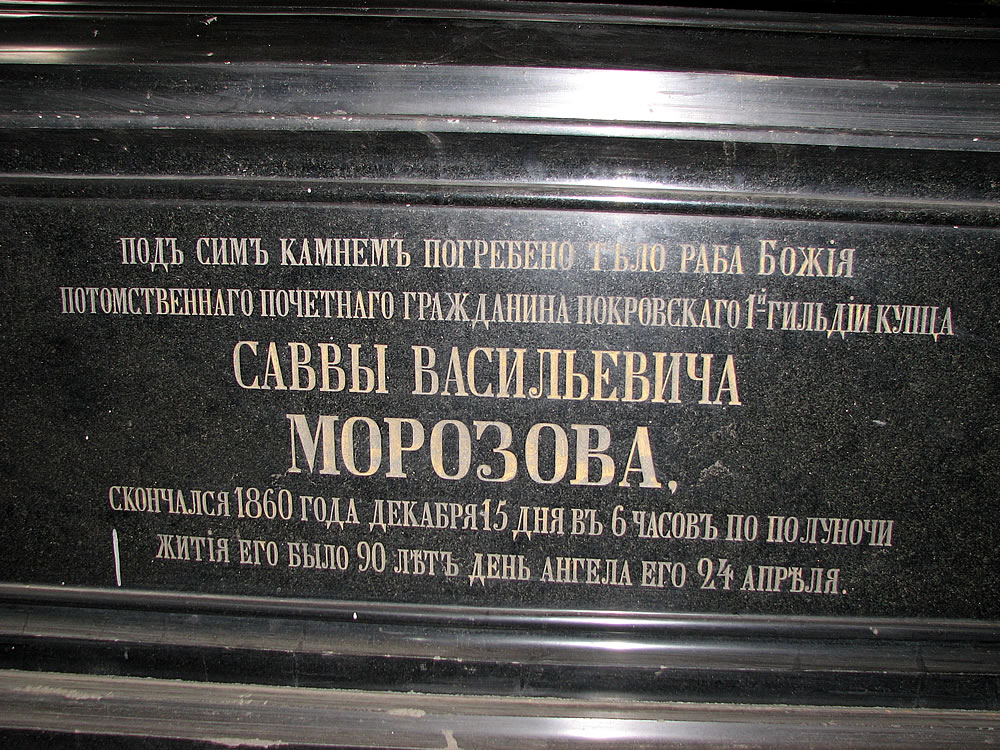 ПОДЪ СИМЪ КАМНЕМЪ ПОГРЕБЕНО ТѢЛО РАБА БОЖІЯ
ПОТОМСТВЕННАГО ПОЧЕТНАГО ГРАЖДАНИНА ПОКРОВСКАГО 1Й ГИЛЬДІИ КУПЦА
САВВЫ ВАСИЛЬЕВИЧА
МОРОЗОВА,
СКОНЧАЛСЯ 1860 ГОДА ДЕКАБРЯ 15 ДНЯ ВЪ 6 ЧАСОВЪ ПО ПОЛУНОЧИ
ЖИТІЯ ЕГО БЫЛО 90 ЛѢТЪ ДЕНЬ АНГЕЛА ЕГО 24 АПРѢЛЯ.